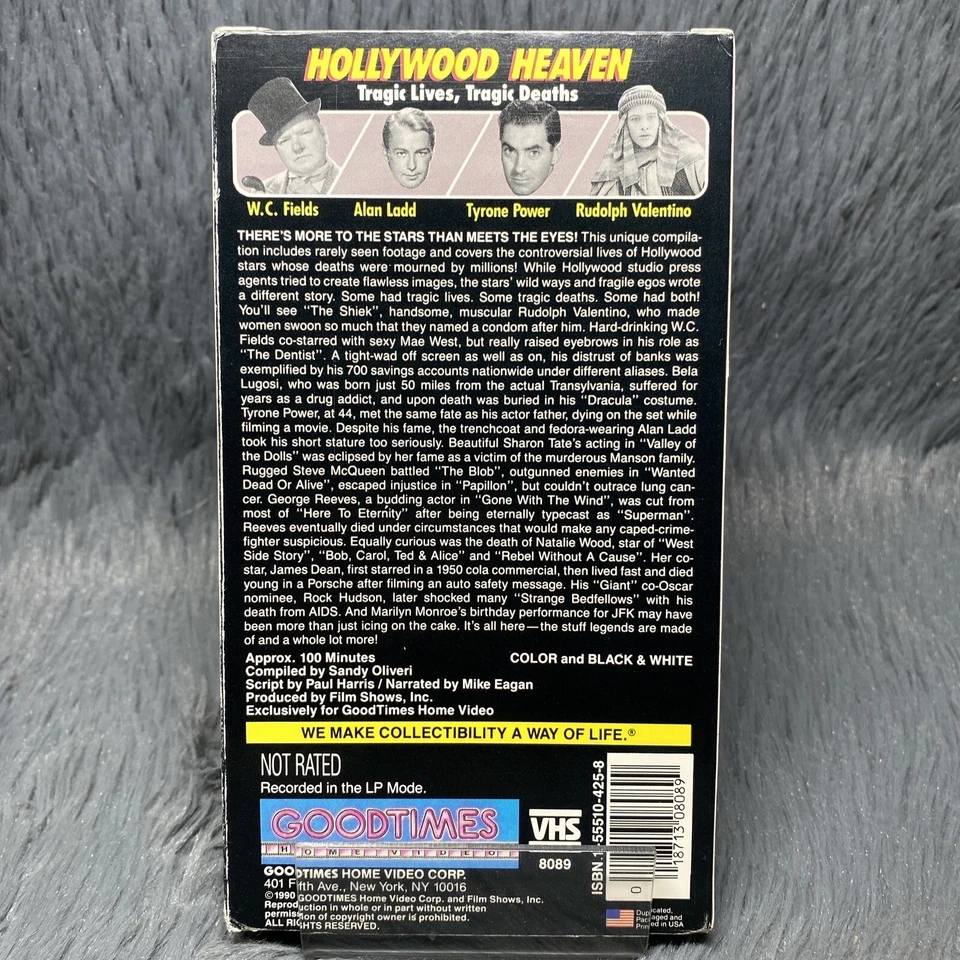 HOLLYWOOD HEAVEN
Tragic Lives, Tragic Deaths
W.C. Fields Alan Ladd Tyrone Power Rudolph Valentino
THERE'S MORE TO THE STARS THAN MEETS THE EYES! This unique compila-
tion includes rarely seen footage and covers the controversial lives of Hollywood
stars whose deaths were mourned by millions! While Hollywood studio press
agents tried to create flawless images, the stars' wild ways and fragile egos wrote
a different story. Some had tragic lives. Some tragic deaths. Some had both!
You'll see "The Shiek", handsome, muscular Rudolph Valentino, who made
women swoon so much that they named a condom after him. Hard-drinking W.C.
Fields co-starred with sexy Mae West, but really raised eyebrows in his role as
"The Dentist". A tight-wad off screen as well as on, his distrust of banks was
exemplified by his 700 savings accounts nationwide under different aliases. Bela
Lugosi, who was born just 50 miles from the actual Transylvania, suffered for
years as a drug addict, and upon death was buried in his "Dracula" costume.
Tyrone Power, at 44, met the same fate as his actor father, dying on the set while
filming a movie. Despite his fame, the trenchcoat and fedora-wearing Alan Ladd
took his short stature too seriously. Beautiful Sharon Tate's acting in "Valley of
the Dolls" was eclipsed by her fame as a victim of the murderous Manson family.
Rugged Steve McQueen battled "The Blob", outgunned enemies in "Wanted
Dead Or Alive", escaped injustice in "Papillon", but couldn't outrace lung can-
cer. George Reeves, a budding actor in "Gone With The Wind", was cut from
most of "Here To Eternity" after being eternally typecast as "Superman".
Reeves eventually died under circumstances that would make any caped-crime-
fighter suspicious. Equally curious was the death of Natalie Wood, star of "West
Side Story", "Bob, Carol, Ted & Alice" and "Rebel Without A Cause". Her co-
star, James Dean, first starred in a 1950 cola commercial, then lived fast and died
young in a Porsche after filming an auto safety message. His "Giant" co-Oscar
nominee, Rock Hudson, later shocked many "Strange Bedfellows" with his
death from AIDS. And Marilyn Monroe's birthday performance for JFK may have
been more than just icing on the cake. It's all here—the stuff legends are made
of and a whole lot more!
Approx. 100 Minutes COLOR and BLACK & WHITE
Compiled by Sandy Oliveri
Script by Paul Harris / Narrated by Mike Eagan
Produced by Film Shows, Inc.
Exclusively for GoodTimes Home Video
WE MAKE COLLECTIBILITY A WAY OF LIFE.®
NOT RATED
Recorded in the LP Mode.
GOODTIMES
HOME VIDEO
VHS
8089
GOODTIMES HOME VIDEO CORP.
401 Fifth Ave., New York, NY 10016
©1990 GOODTIMES Home Video Corp. and Film Shows, Inc.
Reproduction in whole or in part without written
permission of copyright owner is prohibited.
ALL RIGHTS RESERVED.
ISBN 1-55510-425-8
0 18713 08089
Duplicated,
Packaged and
Printed in USA